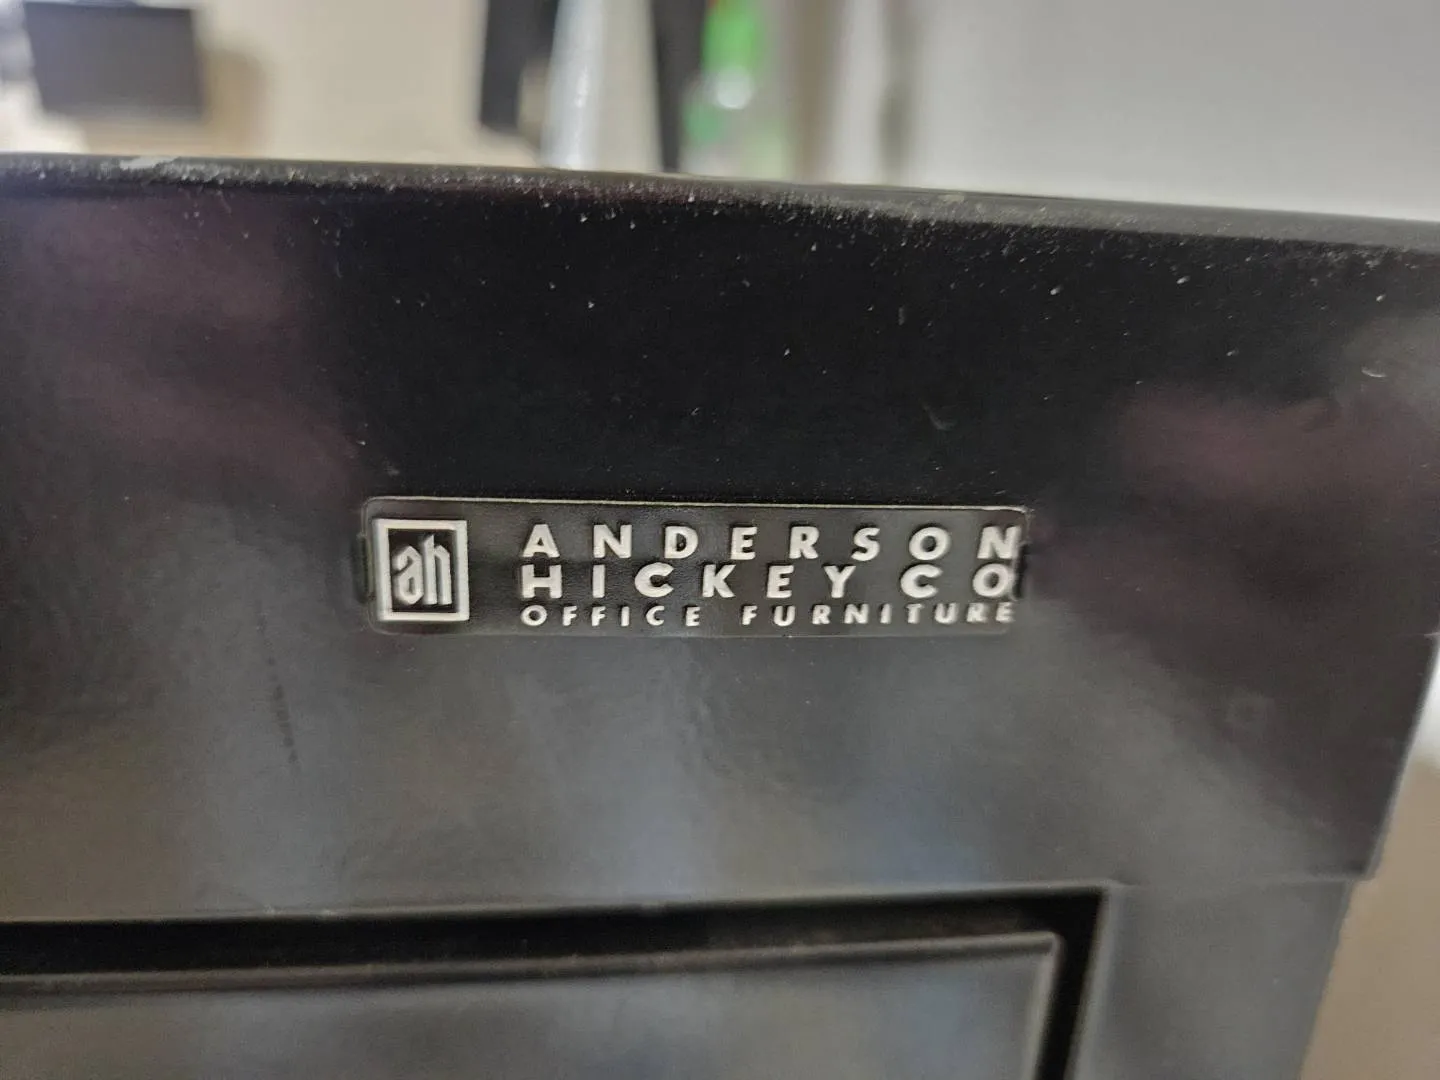 ah
ANDERSON
HICKEY CO
OFFICE FURNITURE